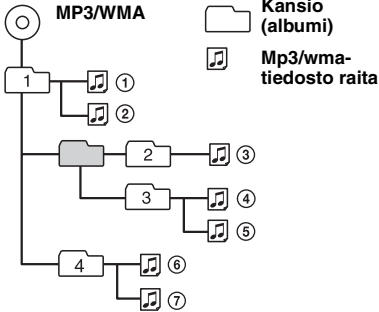 MP3/WMA
Kansio
(albumi)
Mp3/wma-
tiedosto raita
1
①
②
2
③
3
④
⑤
4
⑥
⑦